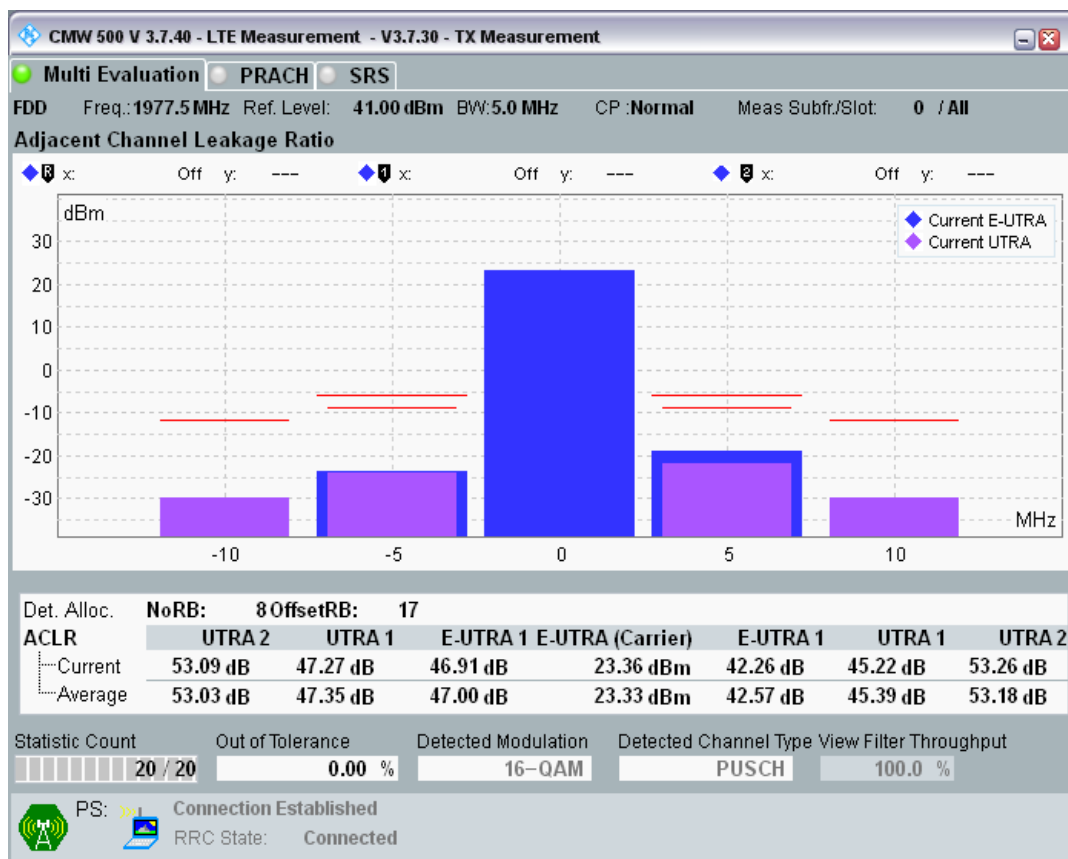 CMW 500 V 3.7.40 - LTE Measurement - V3.7.30 - TX Measurement
Multi Evaluation PRACH SRS
FDD Freq.: 1977.5 MHz Ref. Level: 41.00 dBm BW: 5.0 MHz CP : Normal Meas Subfr./Slot: 0 / All
Adjacent Channel Leakage Ratio
R x: Off y: --- 1 x: Off y: --- 2 x: Off y: ---
dBm
Current E-UTRA
Current UTRA
30
20
10
0
-10
-20
-30
MHz
-10 -5 0 5 10
Det. Alloc. NoRB: 8 OffsetRB: 17
ACLR UTRA 2 UTRA 1 E-UTRA 1 E-UTRA (Carrier) E-UTRA 1 UTRA 1 UTRA 2
Current 53.09 dB 47.27 dB 46.91 dB 23.36 dBm 42.26 dB 45.22 dB 53.26 dB
Average 53.03 dB 47.35 dB 47.00 dB 23.33 dBm 42.57 dB 45.39 dB 53.18 dB
Statistic Count Out of Tolerance Detected Modulation Detected Channel Type View Filter Throughput
20 / 20 0.00 % 16-QAM PUSCH 100.0 %
PS: Connection Established
RRC State: Connected